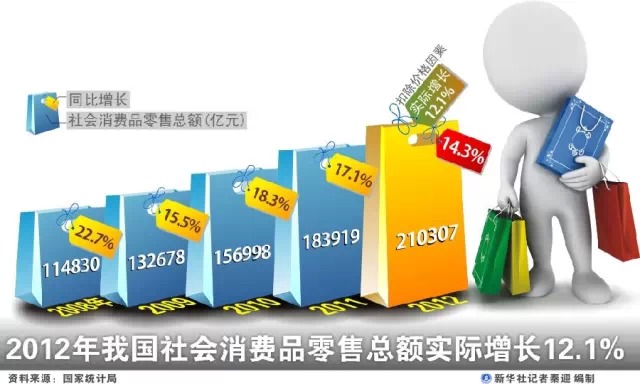 扣除价格因素
实际增长
12.1%
同比增长
社会消费品零售总额(亿元)
22.7%
15.5%
18.3%
17.1%
14.3%
114830
132678
156998
183919
210307
2008年
2009
2010
2011
2012
2012年我国社会消费品零售总额实际增长12.1%
资料来源：国家统计局
新华社记者秦迎 编制